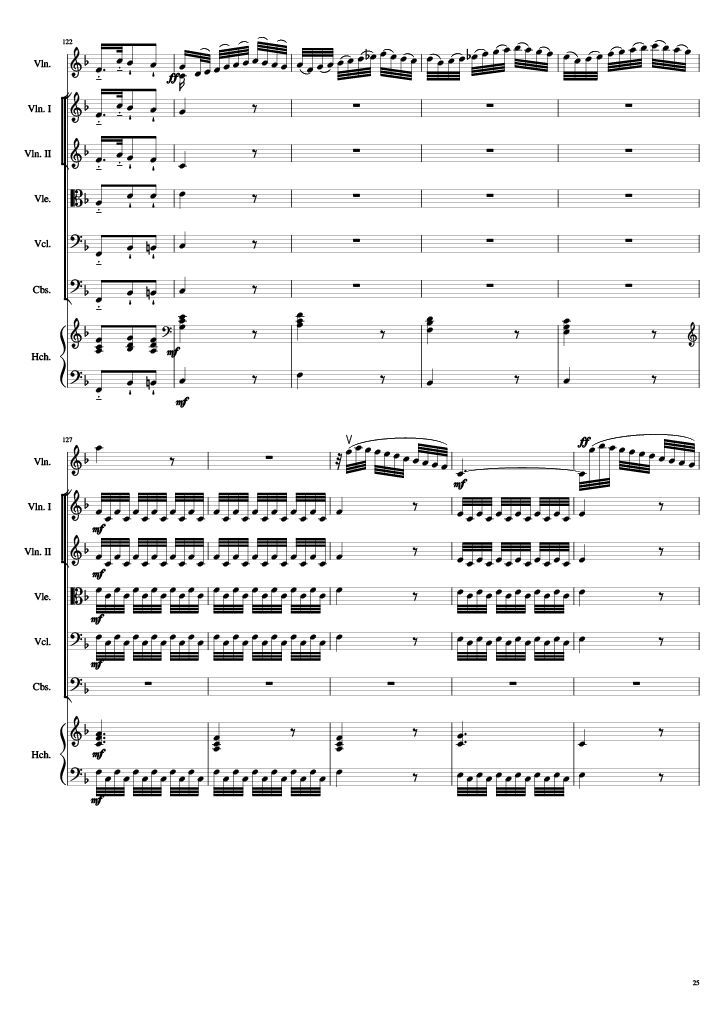 122
Vln.
ff
Vln. I
Vln. II
Vle.
Vcl.
Cbs.
Hch.
mf
mf
127
Vln.
mf
ff
Vln. I
mf
Vln. II
mf
Vle.
mf
Vcl.
mf
Cbs.
Hch.
mf
mf
25